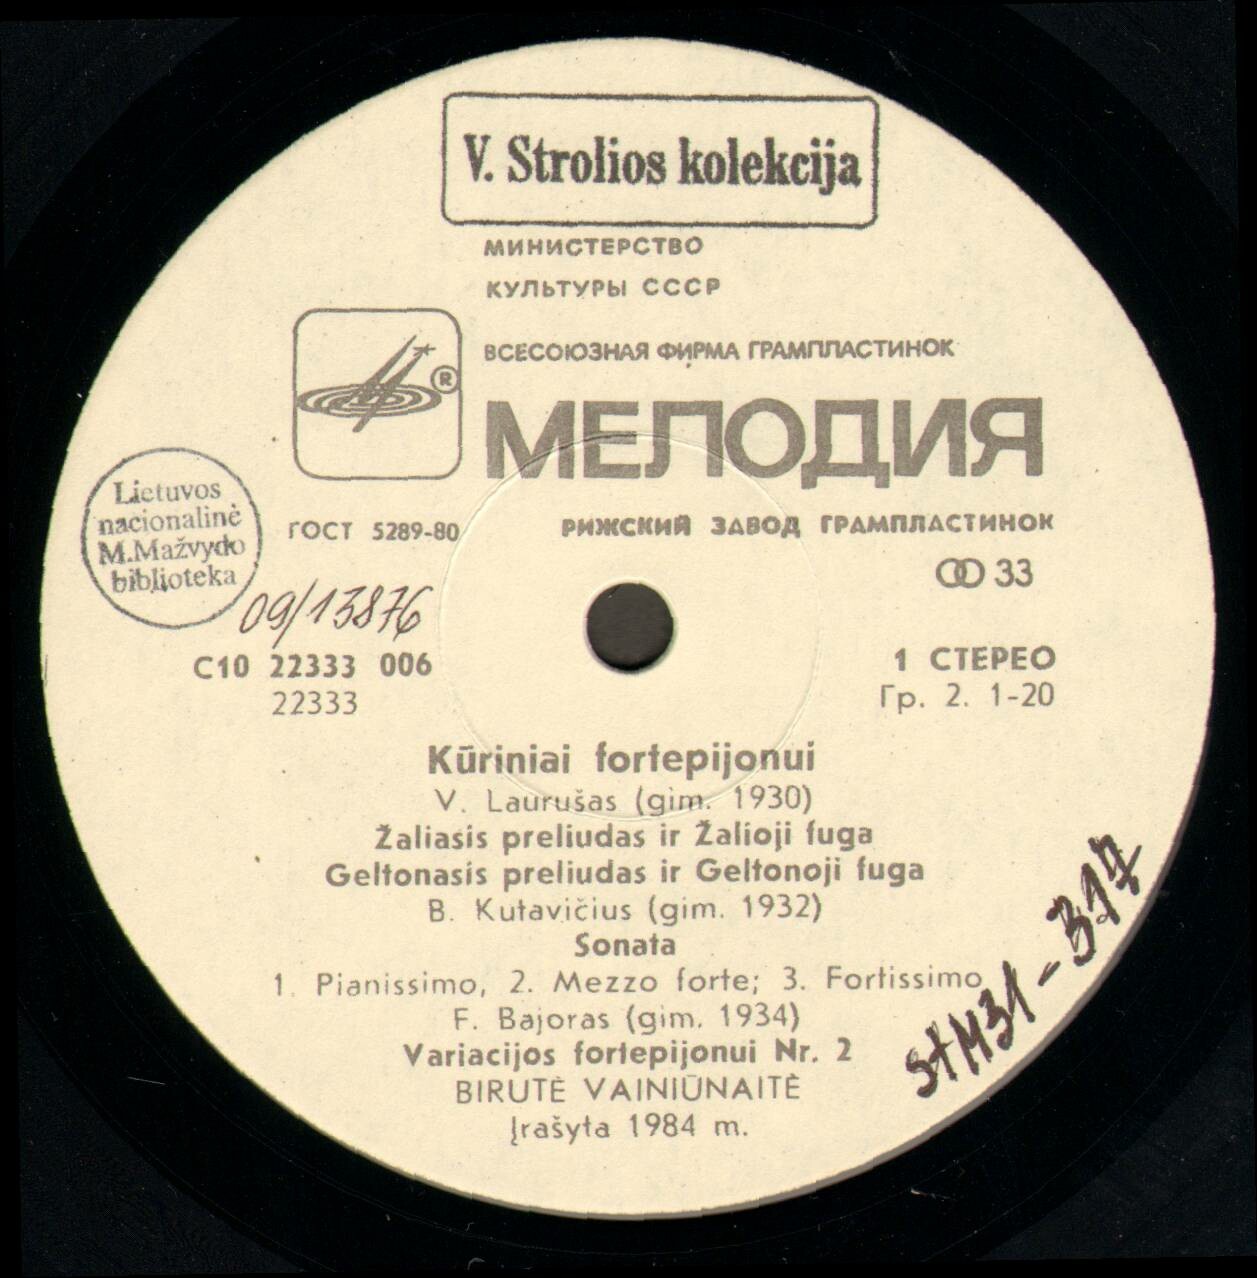 V. Strolios kolekcija
МИНИСТЕРСТВО
КУЛЬТУРЫ СССР
ВСЕСОЮЗНАЯ ФИРМА ГРАМПЛАСТИНОК
®
МЕЛОДИЯ
Lietuvos
nacionalinė
M.Mažvydo
biblioteka
ГОСТ 5289-80
РИЖСКИЙ ЗАВОД ГРАМПЛАСТИНОК
33
09/13876
С10 22333 006
22333
1 СТЕРЕО
Гр. 2. 1-20
Kūriniai fortepijonui
V. Laurušas (gim. 1930)
Žaliasis preliudas ir Žalioji fuga
Geltonasis preliudas ir Geltonoji fuga
B. Kutavičius (gim. 1932)
Sonata
1. Pianissimo, 2. Mezzo forte; 3. Fortissimo
F. Bajoras (gim. 1934)
Variacijos fortepijonui Nr. 2
BIRUTĖ VAINIŪNAITĖ
Įrašyta 1984 m.
StM31-317